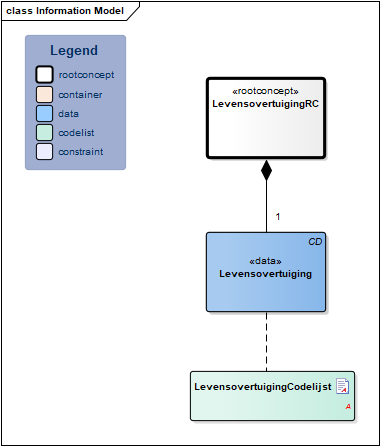 class Information Model
Legend
rootconcept
container
data
codelist
constraint
«rootconcept»
LevensovertuigingRC
1
CD
«data»
Levensovertuiging
LevensovertuigingCodelijst
A
A